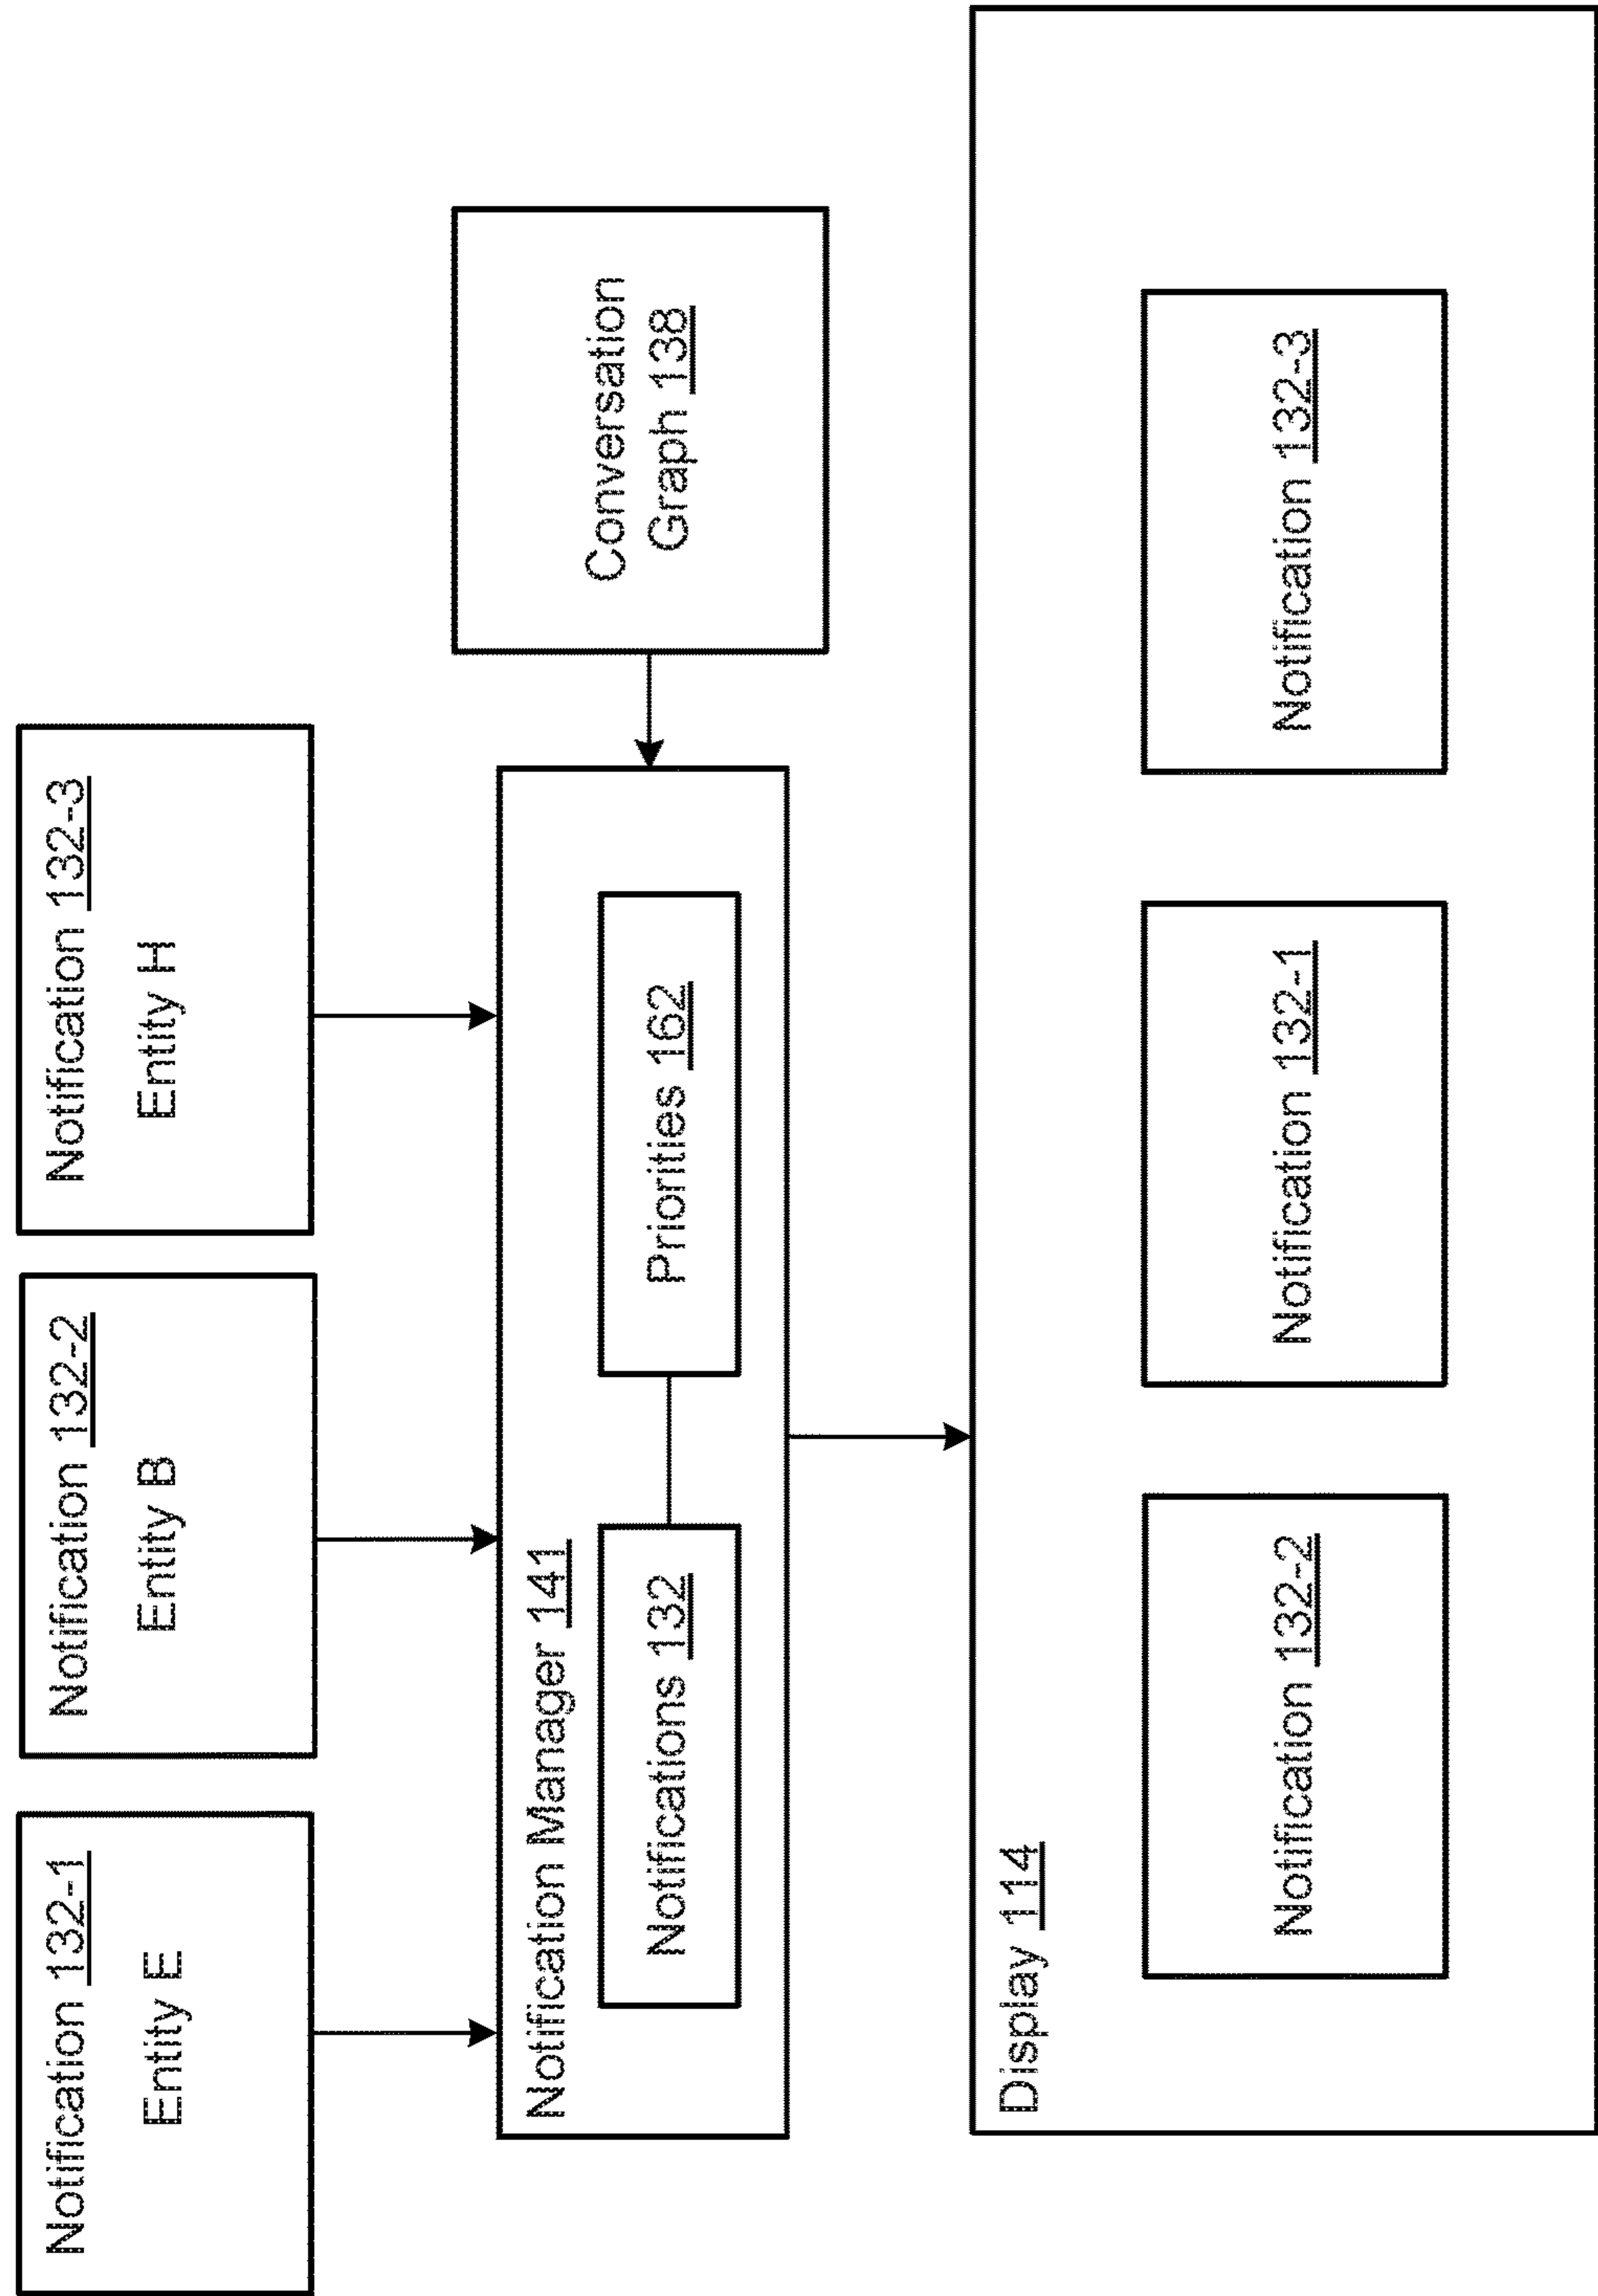 Notification 132-1
Entity E
Notification 132-2
Entity B
Notification 132-3
Entity H
Notification Manager 141
Notifications 132
Priorities 162
Conversation
Graph 138
Display 114
Notification 132-2
Notification 132-1
Notification 132-3